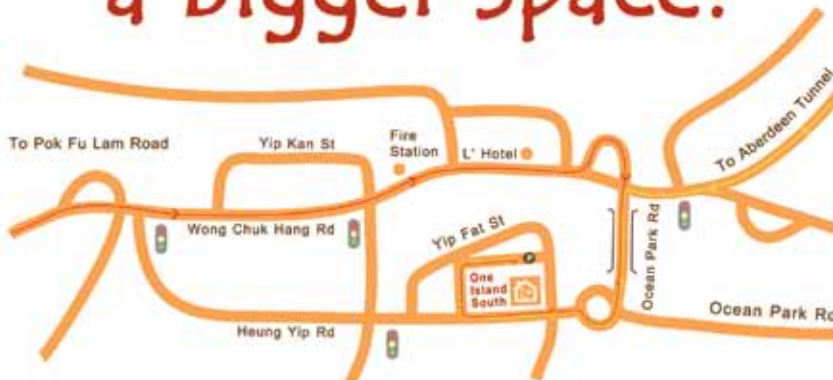 a bigger space!
To Pok Fu Lam Road
Yip Kan St
Fire
Station
L' Hotel
To Aberdeen Tunnel
Wong Chuk Hang Rd
Yip Fat St
P
One
Island
South
Ocean Park Rd
Ocean Park Rd
Heung Yip Rd